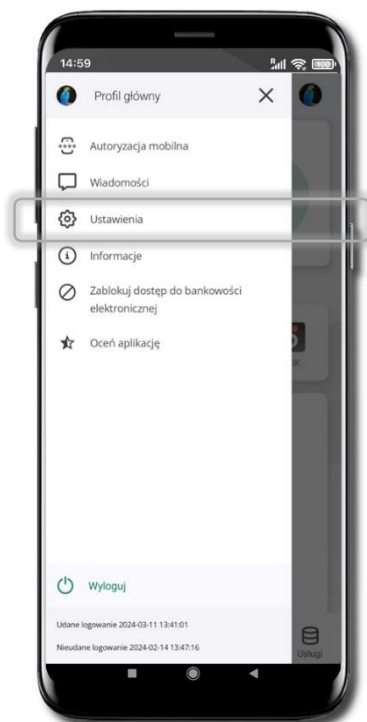 14:59
Profil główny
Autoryzacja mobilna
Wiadomości
Ustawienia
Informacje
Zablokuj dostęp do bankowości
elektronicznej
Oceń aplikację
Wyloguj
Udane logowanie 2024-03-11 13:41:01
Nieudane logowanie 2024-02-14 13:47:16
Usługi